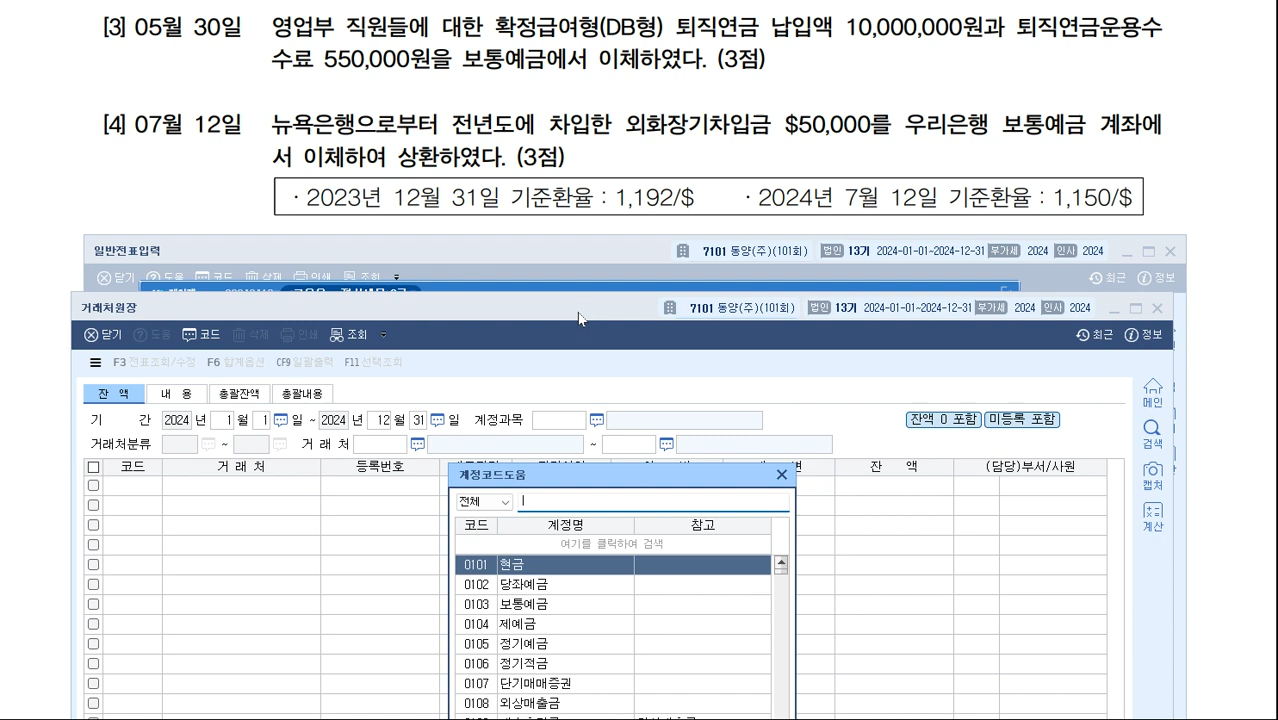 [3] 05월 30일 영업부 직원들에 대한 확정급여형(DB형) 퇴직연금 납입액 10,000,000원과 퇴직연금운용수
수료 550,000원을 보통예금에서 이체하였다. (3점)
[4] 07월 12일 뉴욕은행으로부터 전년도에 차입한 외화장기차입금 $50,000를 우리은행 보통예금 계좌에
서 이체하여 상환하였다. (3점)
· 2023년 12월 31일 기준환율 : 1,192/$ · 2024년 7월 12일 기준환율 : 1,150/$
일반전표입력 7101 동양(주)(101회) 법인 13기 2024-01-01~2024-12-31 부가세 2024 인사 2024
닫기 도움 코드 삭제 인쇄 조회 최근 정보
거래처원장 7101 동양(주)(101회) 법인 13기 2024-01-01~2024-12-31 부가세 2024 인사 2024
닫기 도움 코드 삭제 인쇄 조회 최근 정보
F3 전표조회/수정 F6 합계옵션 CF9 일괄출력 F11 선택조회
잔 액 내 용 총괄잔액 총괄내용
메인
기 간 2024 년 1 월 1 일 ~ 2024 년 12 월 31 일 계정과목 잔액 0 포함 미등록 포함
거래처분류 ~ 거 래 처 ~
검색
코드 거 래 처 등록번호 잔 액 (담당)부서/사원
계정코드도움
캡처
전체
코드 계정명 참고
계산
여기를 클릭하여 검색
0101 현금
0102 당좌예금
0103 보통예금
0104 제예금
0105 정기예금
0106 정기적금
0107 단기매매증권
0108 외상매출금